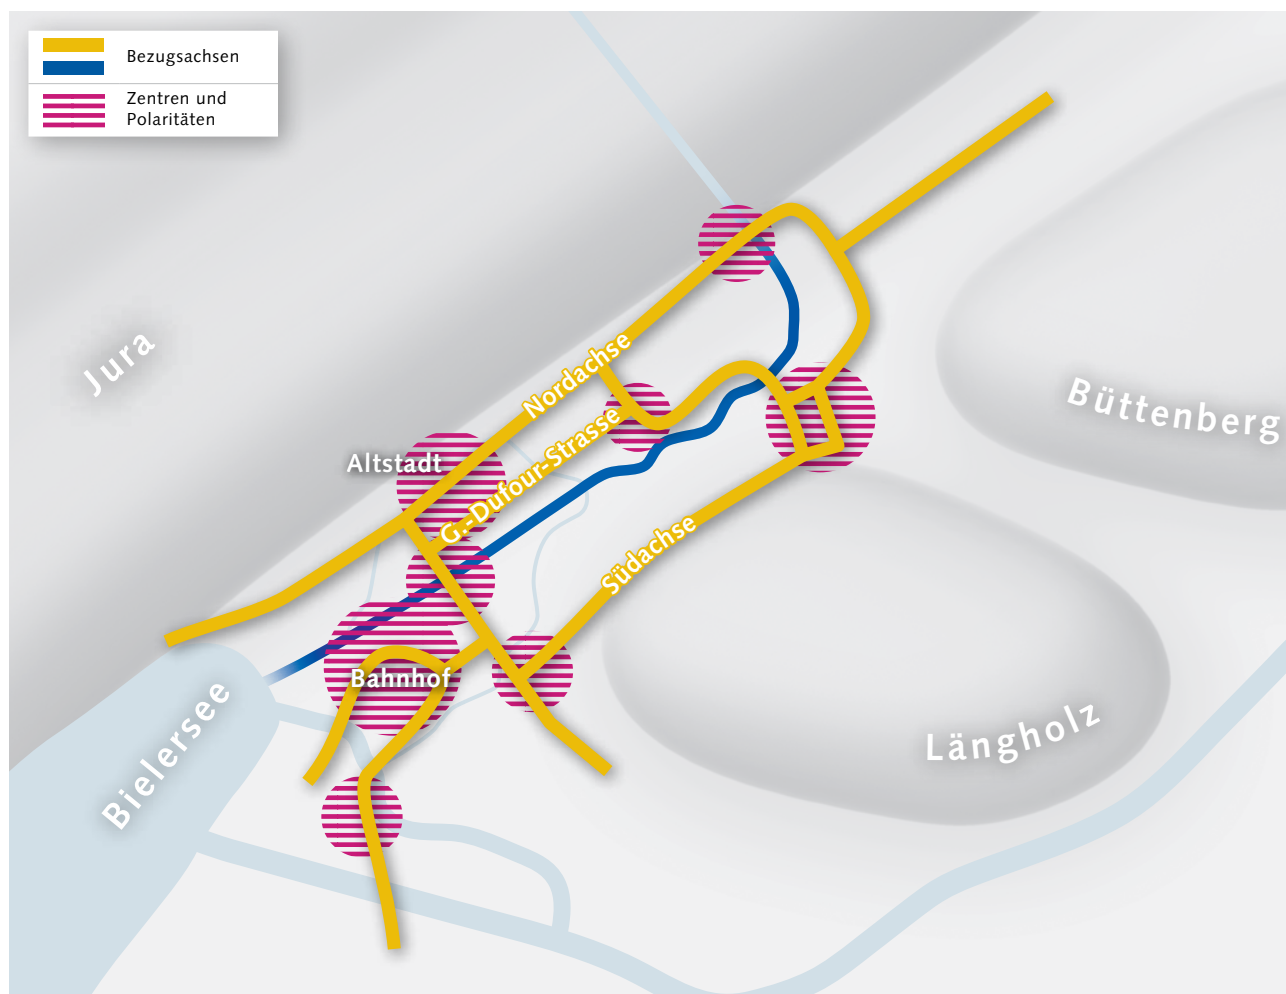 Bezugsachsen
Zentren und
Polaritäten
Jura
Büttenberg
Nordachse
Altstadt
G.-Dufour-Strasse
Südachse
Bahnhof
Bielersee
Längholz